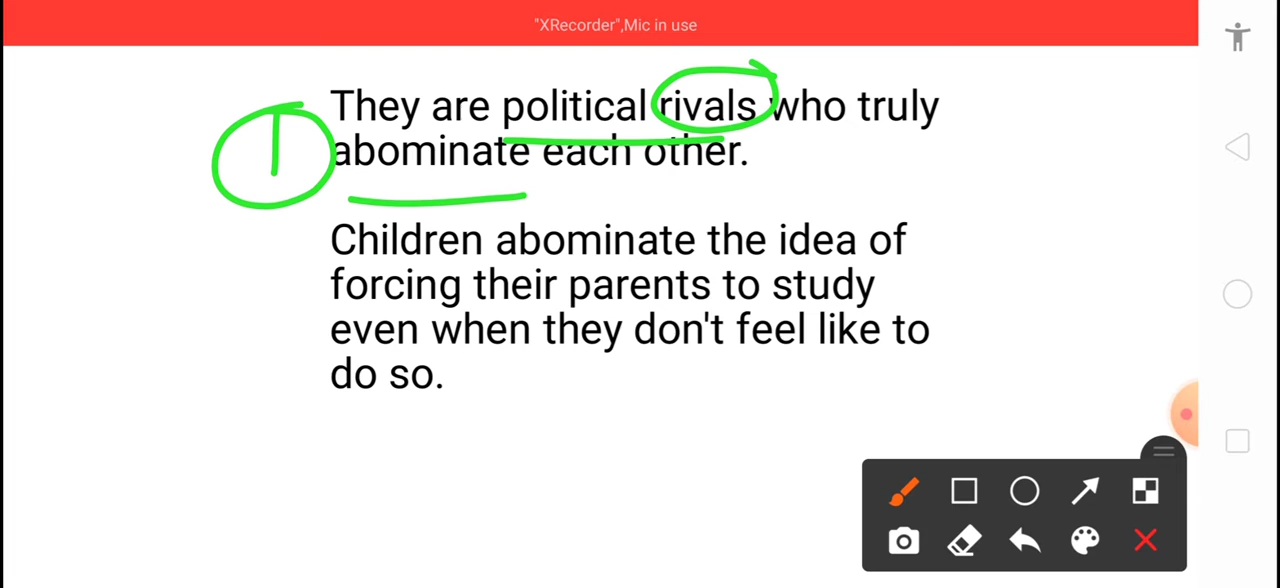 "XRecorder",Mic in use
They are political rivals who truly
abominate each other.
Children abominate the idea of
forcing their parents to study
even when they don't feel like to
do so.
1